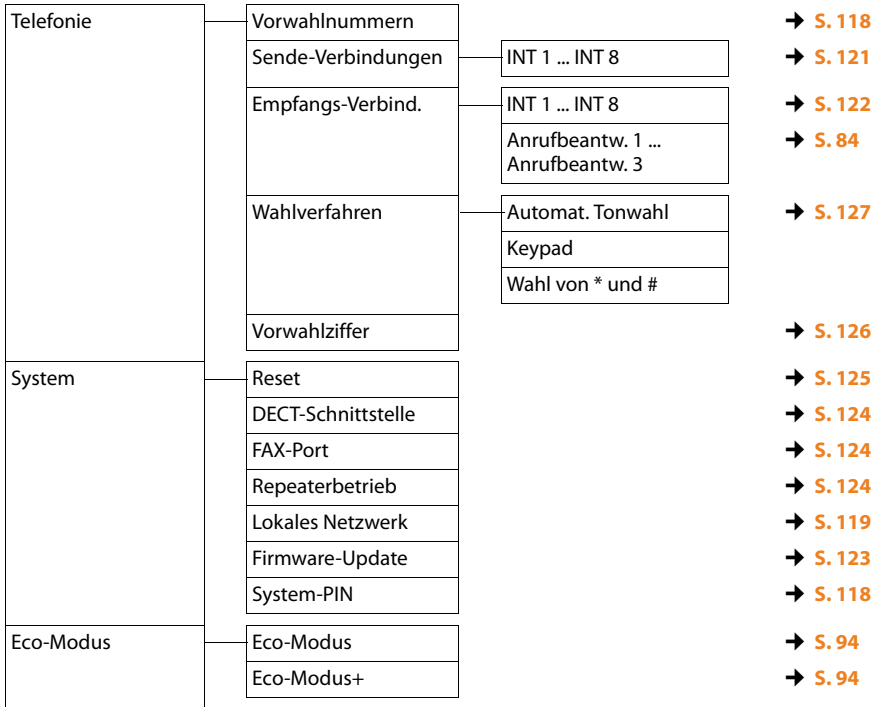 Telefonie Vorwahlnummern ➔ S. 118
Sende-Verbindungen INT 1 ... INT 8 ➔ S. 121
Empfangs-Verbind. INT 1 ... INT 8 ➔ S. 122
Anrufbeantw. 1 ... ➔ S. 84
Anrufbeantw. 3
Wahlverfahren Automat. Tonwahl ➔ S. 127
Keypad
Wahl von * und #
Vorwahlziffer ➔ S. 126
System Reset ➔ S. 125
DECT-Schnittstelle ➔ S. 124
FAX-Port ➔ S. 124
Repeaterbetrieb ➔ S. 124
Lokales Netzwerk ➔ S. 119
Firmware-Update ➔ S. 123
System-PIN ➔ S. 118
Eco-Modus Eco-Modus ➔ S. 94
Eco-Modus+ ➔ S. 94